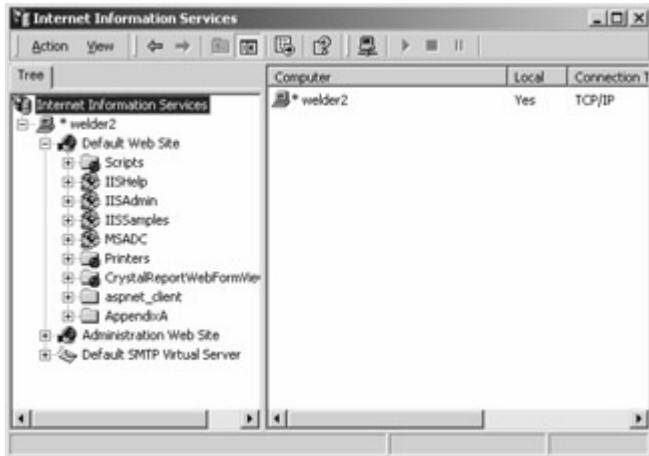 Internet Information Services
Action View
Tree
Computer Local Connection T
Internet Information Services
* welder2 Yes TCP/IP
* welder2
Default Web Site
Scripts
IISHelp
IISAdmin
IISSamples
MSADC
Printers
CrystalReportWebFormVie
aspnet_client
AppendixA
Administration Web Site
Default SMTP Virtual Server